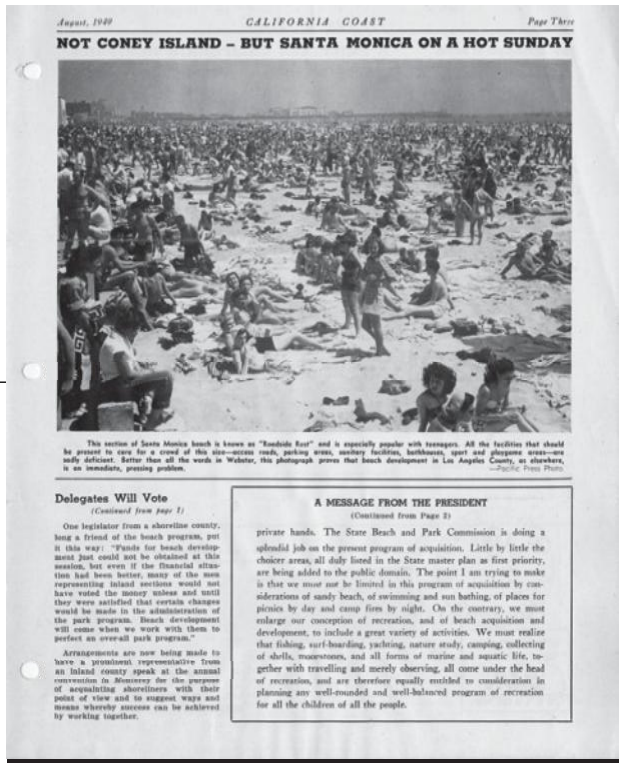 August, 1949
CALIFORNIA COAST
Page Three
NOT CONEY ISLAND – BUT SANTA MONICA ON A HOT SUNDAY
This section of Santa Monica beach is known as "Roadside Rest" and is especially popular with teenagers. All the facilities that should
be present to care for a crowd of this size—access roads, parking areas, sanitary facilities, bathhouses, sport and playgame areas—are
sadly deficient. Better than all the words in Webster, this photograph proves that beach development in Los Angeles County, as elsewhere,
is an immediate, pressing problem.
—Pacific Press Photo
Delegates Will Vote
(Continued from page 1)
One legislator from a shoreline county,
long a friend of the beach program, put
it this way: "Funds for beach develop-
ment just could not be obtained at this
session, but even if the financial situa-
tion had been better, many of the men
representing inland sections would not
have voted the money unless and until
they were satisfied that certain changes
would be made in the administration of
the park program. Beach development
will come when we work with them to
perfect an over-all park program."
Arrangements are now being made to
have a prominent representative from
an inland county speak at the annual
convention in Monterey for the purpose
of acquainting shoreliners with their
point of view and to suggest ways and
means whereby success can be achieved
by working together.
A MESSAGE FROM THE PRESIDENT
(Continued from Page 2)
private hands. The State Beach and Park Commission is doing a
splendid job on the present program of acquisition. Little by little the
choicer areas, all duly listed in the State master plan as first priority,
are being added to the public domain. The point I am trying to make
is that we must not be limited in this program of acquisition by con-
siderations of sandy beach, of swimming and sun bathing, of places for
picnics by day and camp fires by night. On the contrary, we must
enlarge our conception of recreation, and of beach acquisition and
development, to include a great variety of activities. We must realize
that fishing, surf-boarding, yachting, nature study, camping, collecting
of shells, moonstones, and all forms of marine and aquatic life, to-
gether with travelling and merely observing, all come under the head
of recreation, and are therefore equally entitled to consideration in
planning any well-rounded and well-balanced program of recreation
for all the children of all the people.